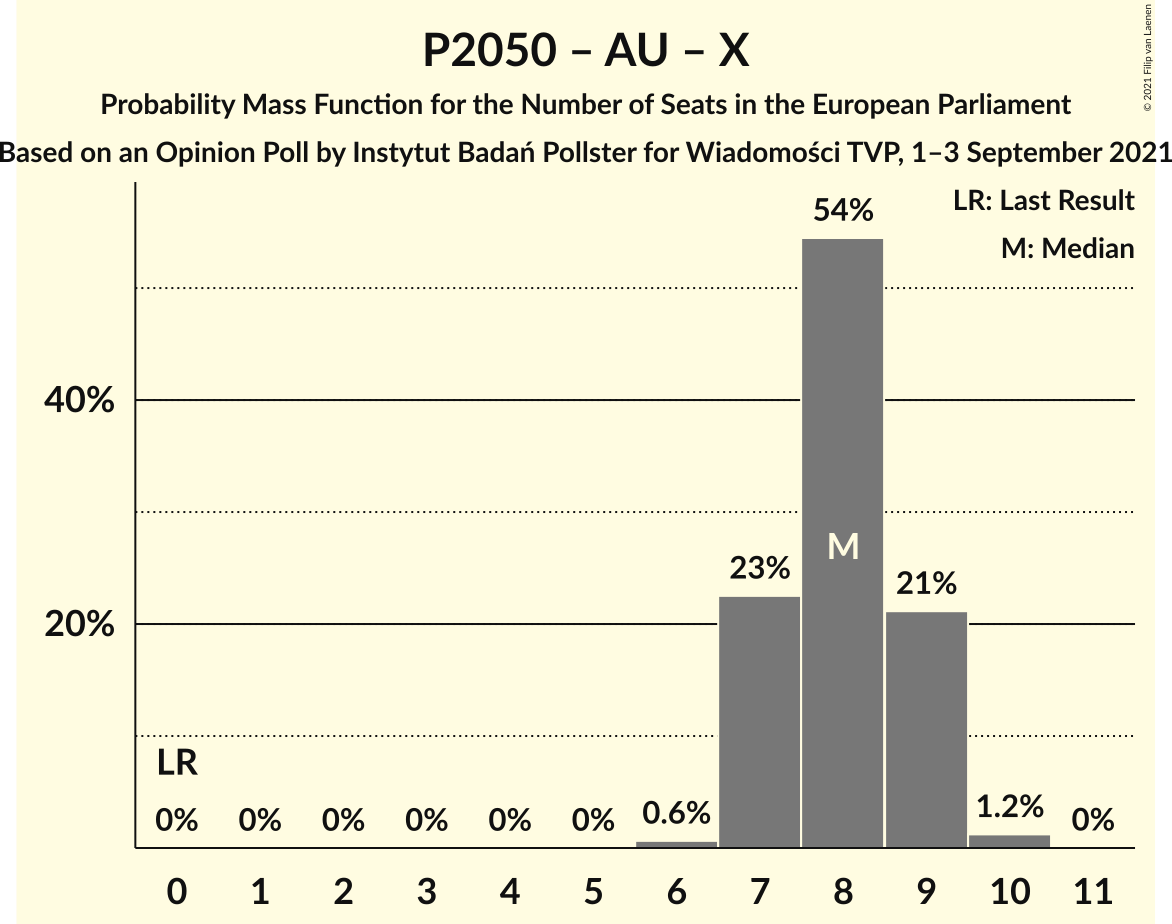 P2050 – AU – X
Probability Mass Function for the Number of Seats in the European Parliament
Based on an Opinion Poll by Instytut Badań Pollster for Wiadomości TVP, 1–3 September 2021
© 2021 Filip van Laenen
LR: Last Result
M: Median
54%
40%
M
23%
21%
20%
LR
0% 0% 0% 0% 0% 0% 0.6% 1.2% 0%
0 1 2 3 4 5 6 7 8 9 10 11